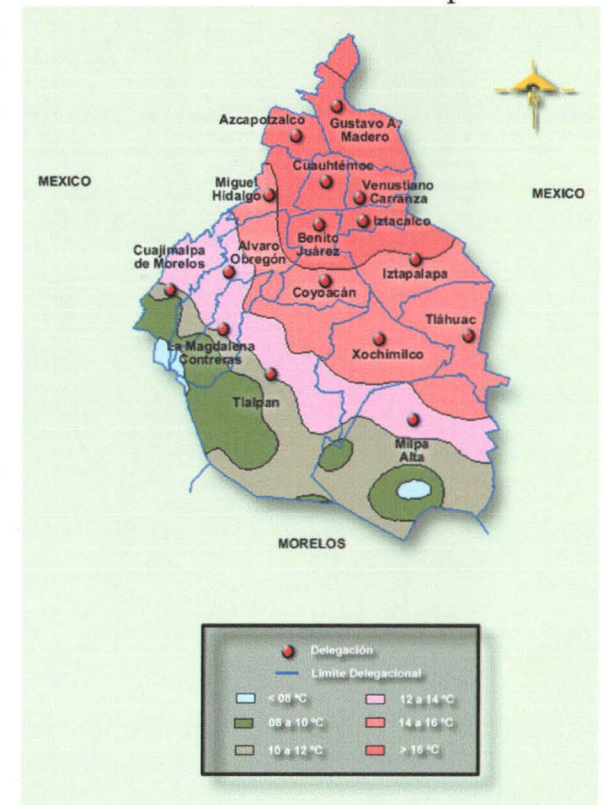 Azcapotzalco
Gustavo A.
Madero
Cuauhtémoc
MEXICO
Miguel
Hidalgo
Venustiano
Carranza
MEXICO
Iztacalco
Benito
Juárez
Cuajimalpa
de Morelos
Alvaro
Obregón
Iztapalapa
Coyoacán
Tláhuac
La Magdalena
Contreras
Xochimilco
Tlalpan
Milpa
Alta
MORELOS
Delegación
Límite Delegacional
< 08 ºC
12 a 14 ºC
08 a 10 ºC
14 a 16 ºC
10 a 12 ºC
> 16 ºC